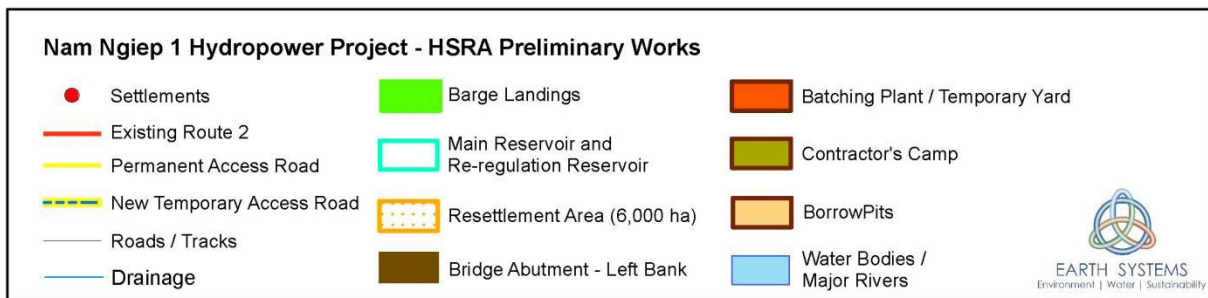 Nam Ngiep 1 Hydropower Project - HSRA Preliminary Works
Settlements
Existing Route 2
Permanent Access Road
New Temporary Access Road
Roads / Tracks
Drainage
Barge Landings
Main Reservoir and
Re-regulation Reservoir
Resettlement Area (6,000 ha)
Bridge Abutment - Left Bank
Batching Plant / Temporary Yard
Contractor's Camp
BorrowPits
Water Bodies /
Major Rivers
EARTH SYSTEMS
Environment | Water | Sustainability